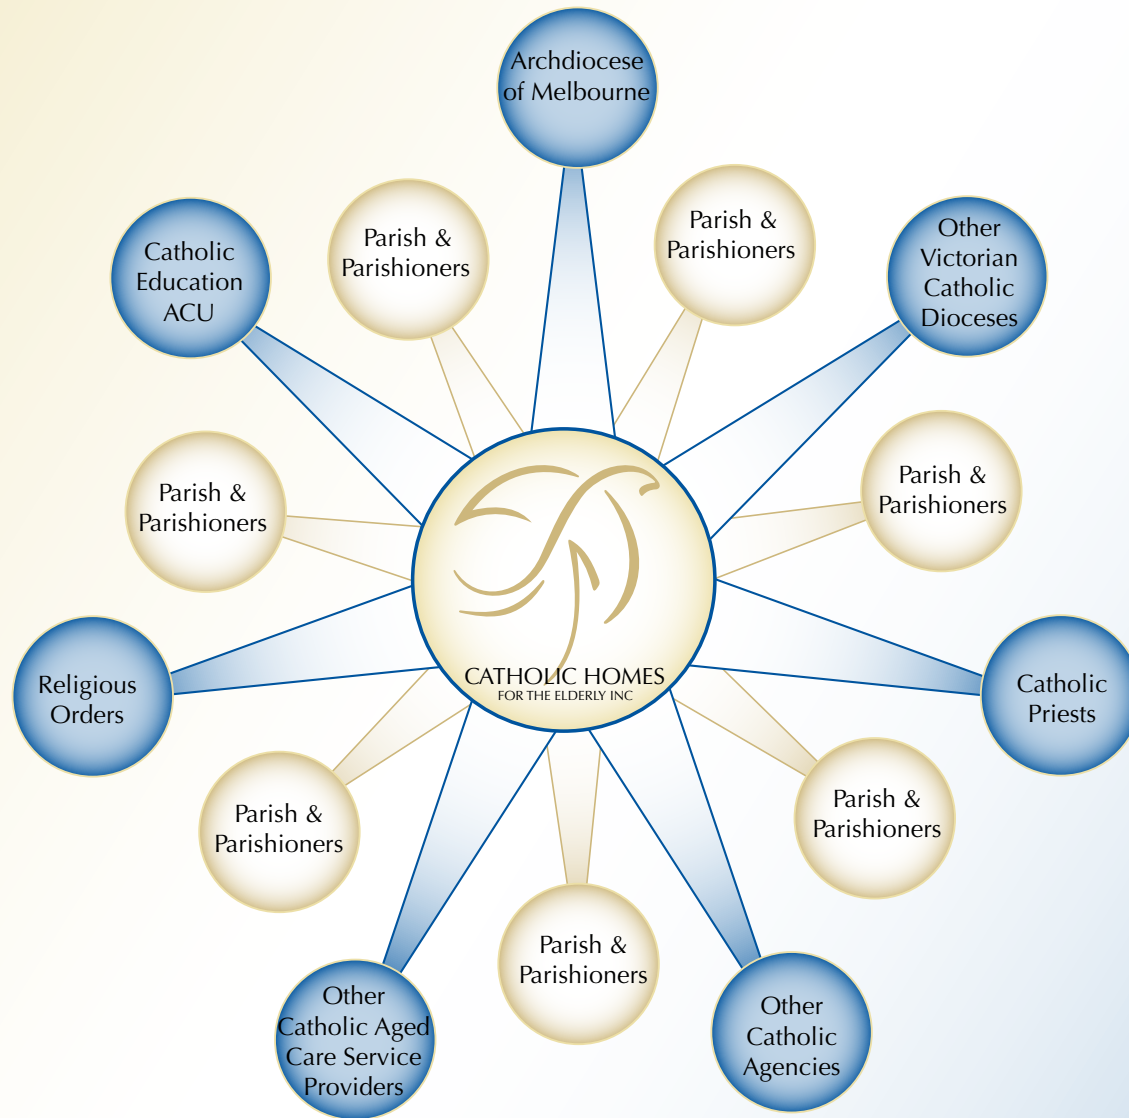 Archdiocese
of Melbourne
Parish &
Parishioners
Parish &
Parishioners
Catholic
Education
ACU
Other
Victorian
Catholic
Dioceses
Parish &
Parishioners
Parish &
Parishioners
CATHOLIC HOMES
FOR THE ELDERLY INC
Religious
Orders
Catholic
Priests
Parish &
Parishioners
Parish &
Parishioners
Parish &
Parishioners
Other
Catholic Aged
Care Service
Providers
Other
Catholic
Agencies